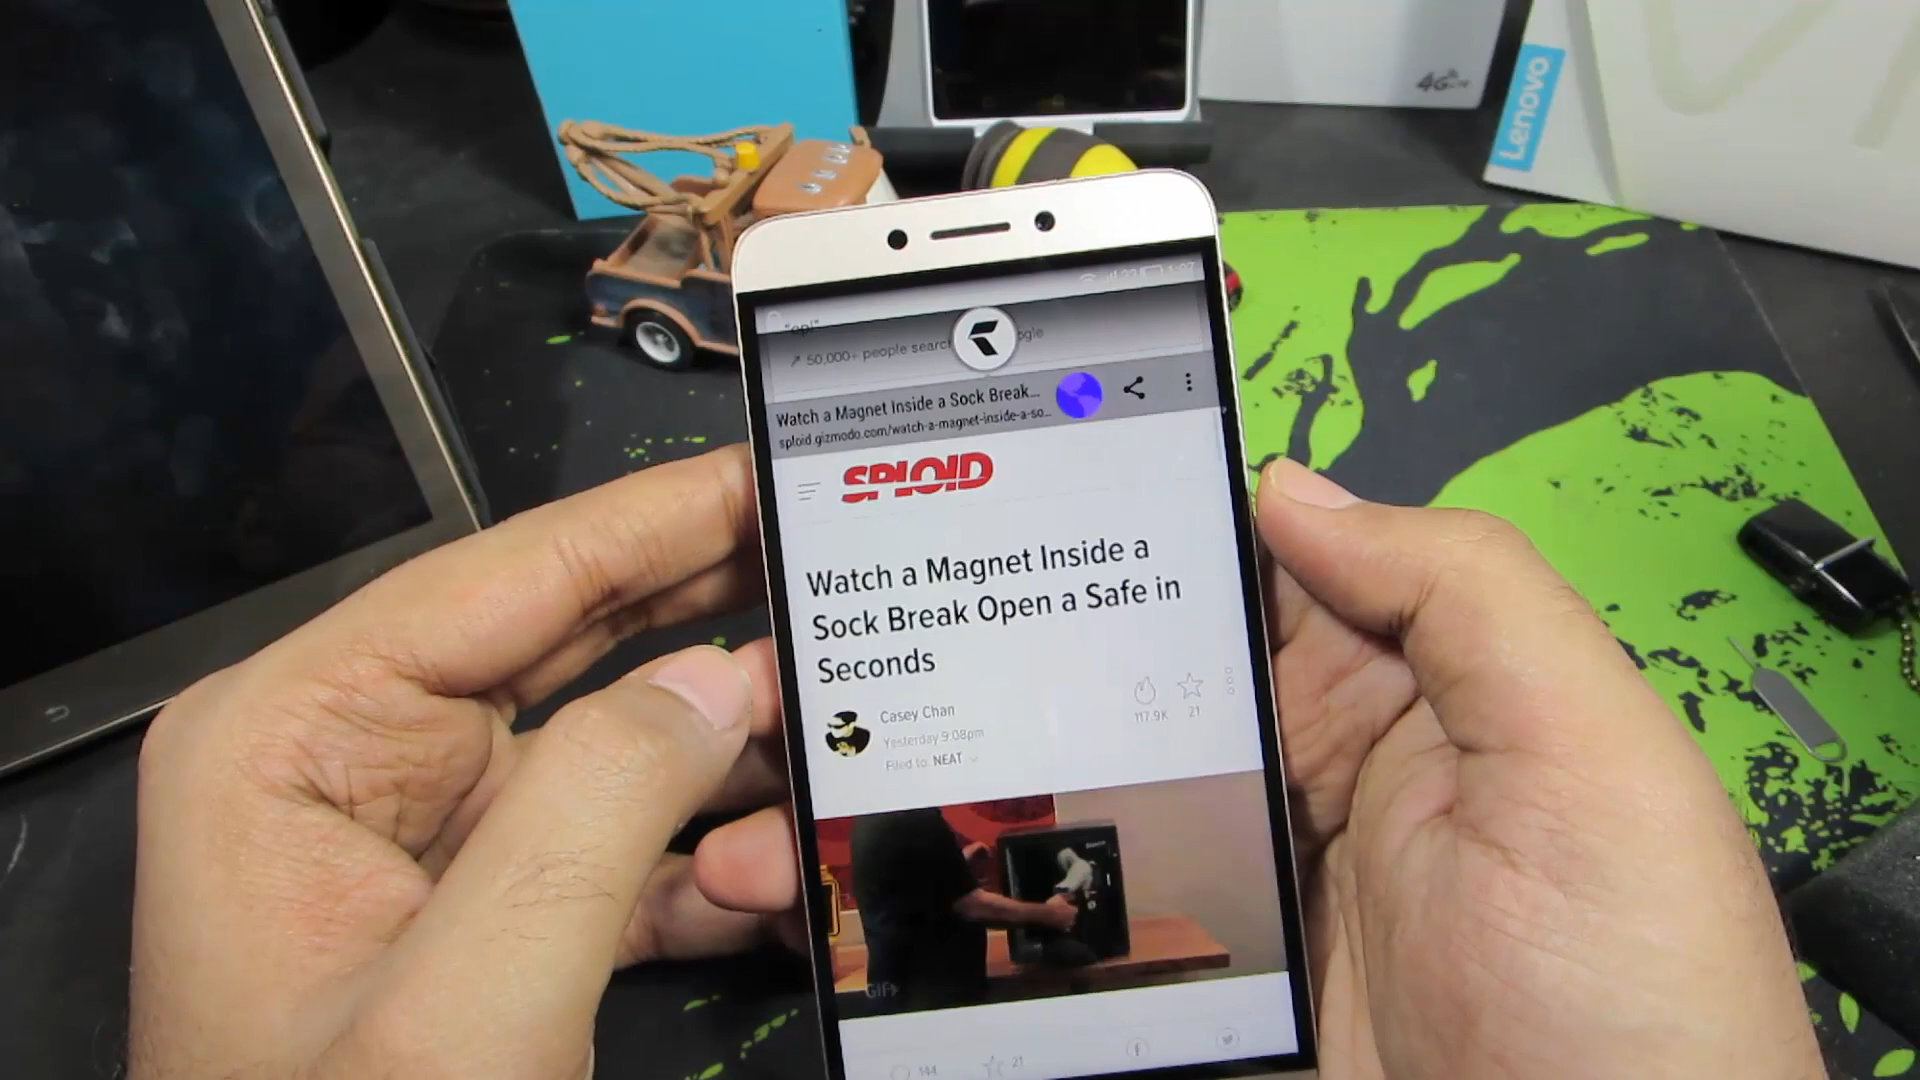 4G
Lenovo
50,000+ people search
Watch a Magnet Inside a Sock Break...
sploid.gizmodo.com/watch-a-magnet-inside-a-so...
SPLOID
Watch a Magnet Inside a
Sock Break Open a Safe in
Seconds
Casey Chan
Yesterday 9:08pm
Filed to: NEAT
117.9K
21
GIF
144
21